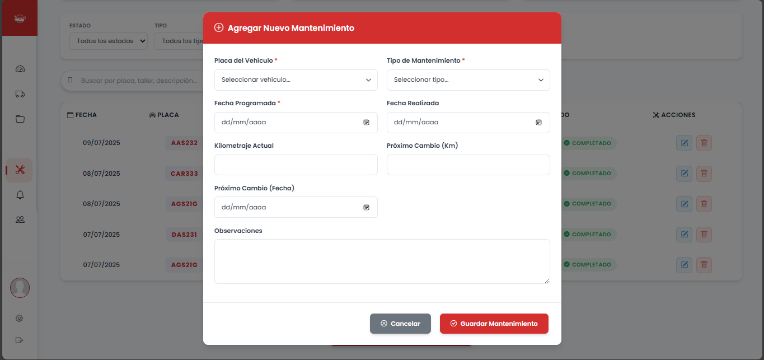 Agregar Nuevo Mantenimiento
ESTADO
TIPO
Todos los estados
Todos los tipos
Buscar por placa, taller, descripción...
FECHA
PLACA
ACCIONES
09/07/2025
AAS232
COMPLETADO
08/07/2025
CAR333
COMPLETADO
08/07/2025
AGS21G
COMPLETADO
07/07/2025
DAS231
COMPLETADO
07/07/2025
AGS21G
COMPLETADO
Placa del Vehículo *
Tipo de Mantenimiento *
Seleccionar vehículo...
Seleccionar tipo...
Fecha Programada *
Fecha Realizada
dd/mm/aaaa
dd/mm/aaaa
Kilometraje Actual
Próximo Cambio (Km)
Próximo Cambio (Fecha)
dd/mm/aaaa
Observaciones
Cancelar
Guardar Mantenimiento